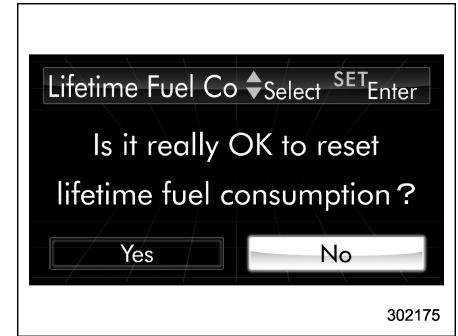 Lifetime Fuel Co Select SET Enter
Is it really OK to reset
lifetime fuel consumption ?
Yes No
302175